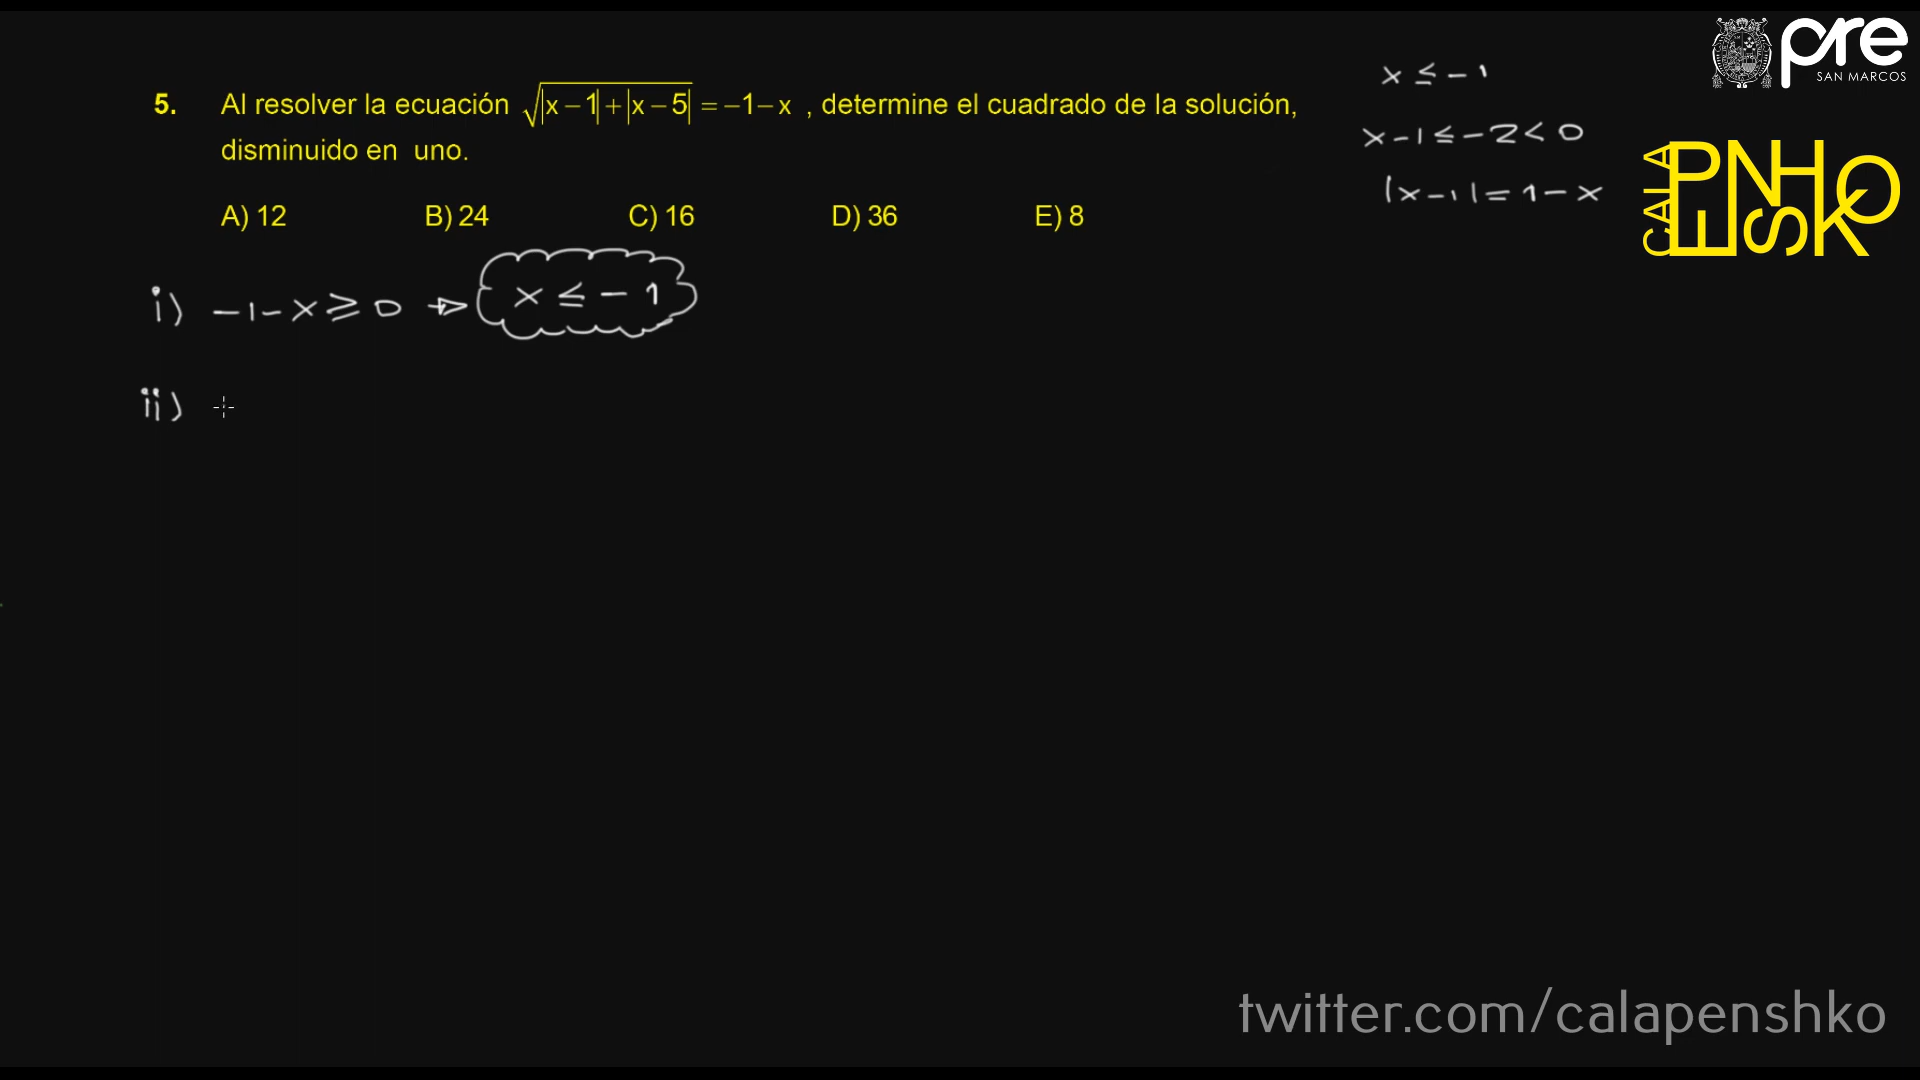 5. Al resolver la ecuación √|x−1|+|x−5| = −1−x , determine el cuadrado de la solución,
disminuido en uno.
A) 12 B) 24 C) 16 D) 36 E) 8
i) −1−x ≥ 0 → x ≤ −1
ii)
x ≤ −1
x−1 ≤ −2 < 0
|x−1| = 1−x
pre
SAN MARCOS
CALA
PENSHKO
twitter.com/calapenshko